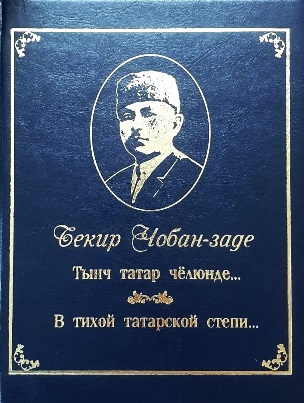 Бекир Чобан-заде
Тынч татар чёлюнде...
В тихой татарской степи...